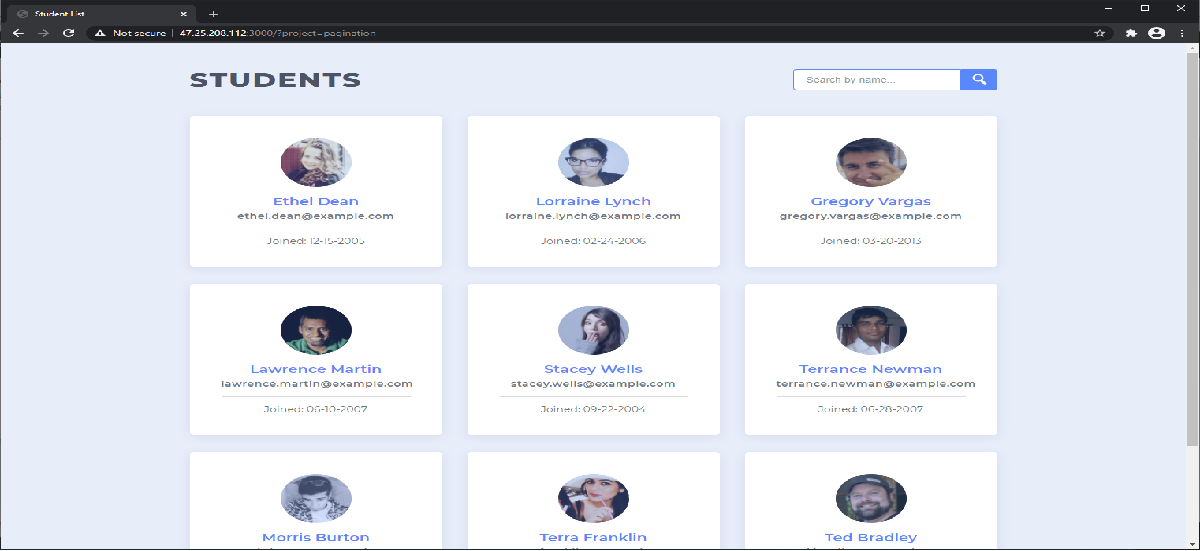 Student List
Not secure | 47.25.208.112:3000/?project=pagination
STUDENTS
Search by name...
Ethel Dean
ethel.dean@example.com
Joined: 12-15-2005
Lorraine Lynch
lorraine.lynch@example.com
Joined: 02-24-2006
Gregory Vargas
gregory.vargas@example.com
Joined: 03-20-2013
Lawrence Martin
lawrence.martin@example.com
Joined: 06-10-2007
Stacey Wells
stacey.wells@example.com
Joined: 09-22-2004
Terrance Newman
terrance.newman@example.com
Joined: 06-28-2007
Morris Burton
Terra Franklin
Ted Bradley